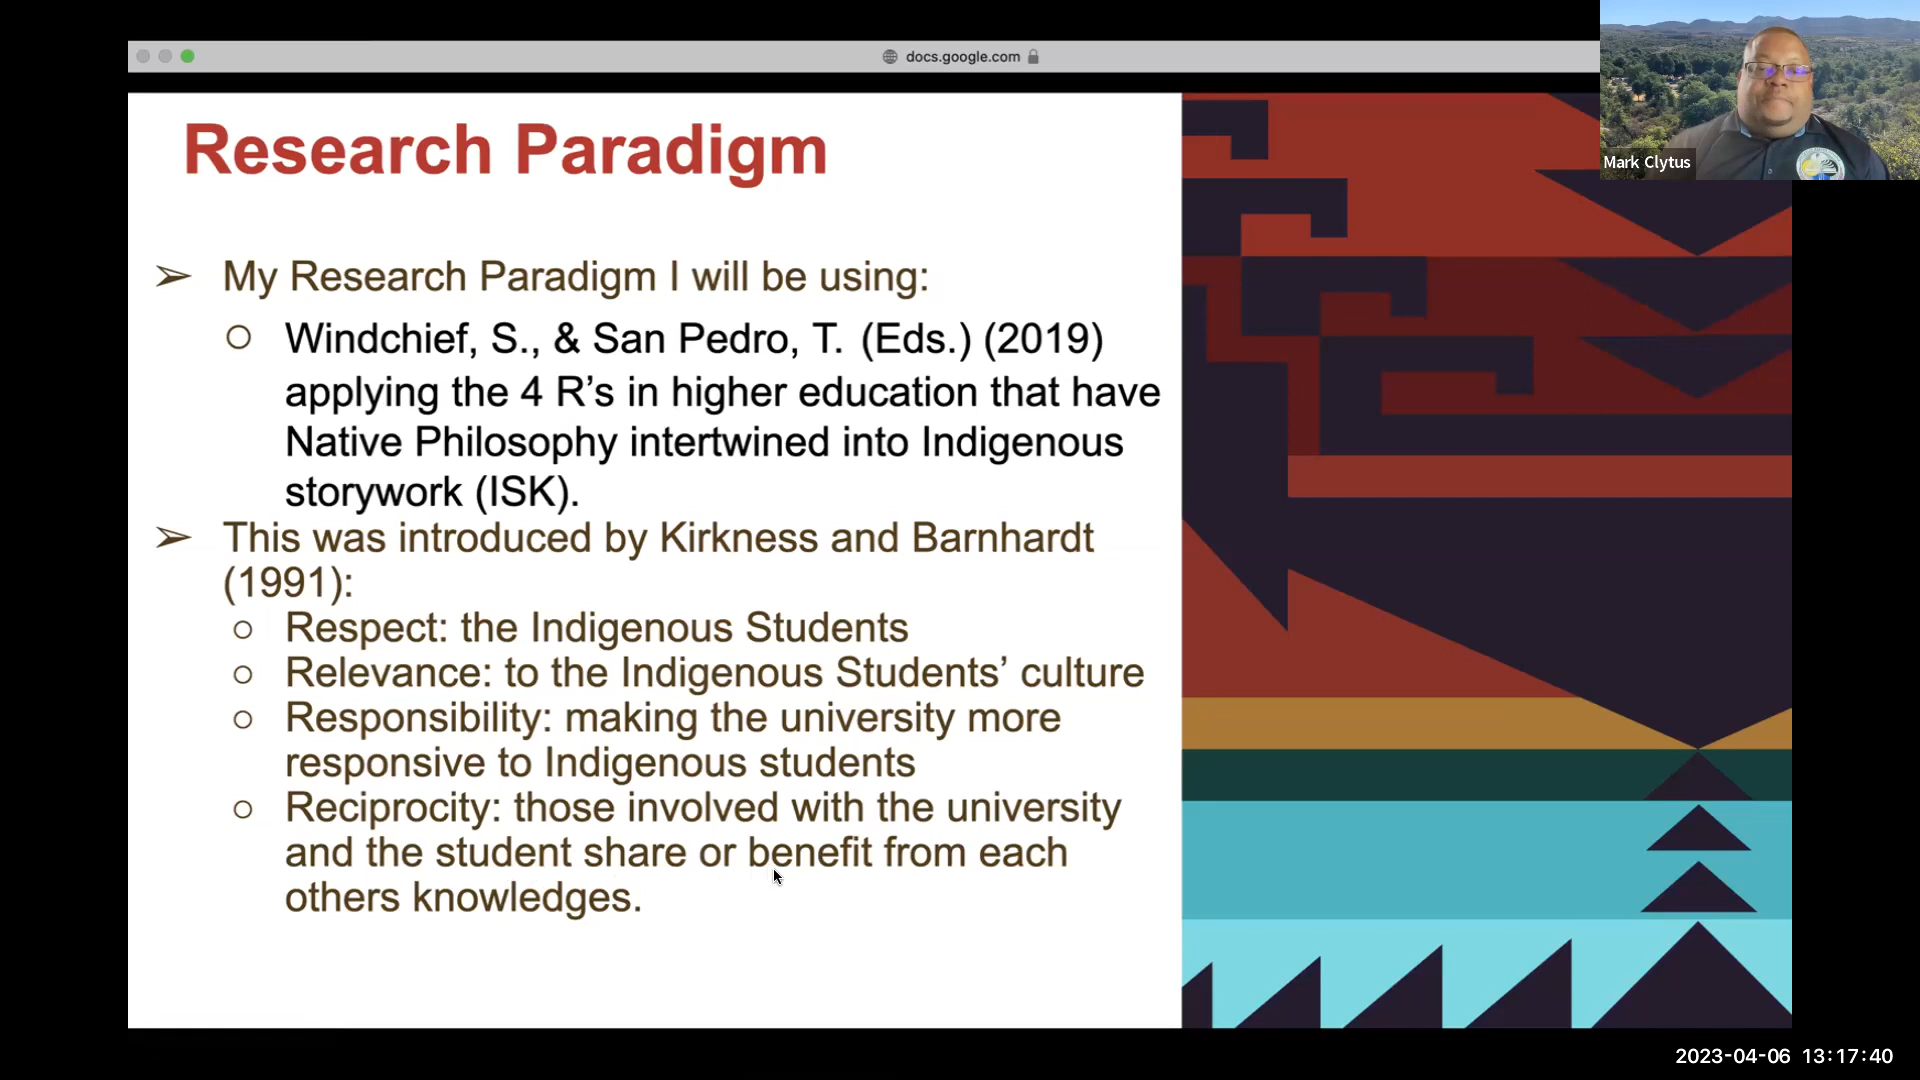 docs.google.com
Mark Clytus
Research Paradigm
➢ My Research Paradigm I will be using:
○ Windchief, S., & San Pedro, T. (Eds.) (2019)
applying the 4 R’s in higher education that have
Native Philosophy intertwined into Indigenous
storywork (ISK).
➢ This was introduced by Kirkness and Barnhardt
(1991):
○ Respect: the Indigenous Students
○ Relevance: to the Indigenous Students’ culture
○ Responsibility: making the university more
responsive to Indigenous students
○ Reciprocity: those involved with the university
and the student share or benefit from each
others knowledges.
2023-04-06 13:17:40